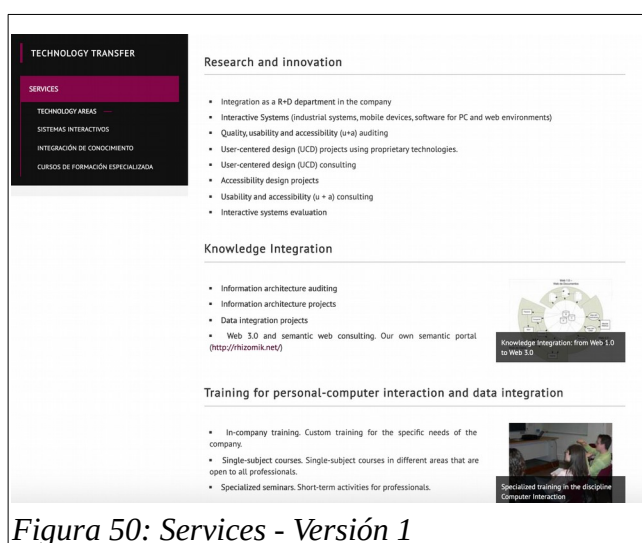 TECHNOLOGY TRANSFER
SERVICES
TECHNOLOGY AREAS
SISTEMAS INTERACTIVOS
INTEGRACIÓN DE CONOCIMIENTO
CURSOS DE FORMACIÓN ESPECIALIZADA
Research and innovation
Integration as a R+D department in the company
Interactive Systems (industrial systems, mobile devices, software for PC and web environments)
Quality, usability and accessibility (u+a) auditing
User-centered design (UCD) projects using proprietary technologies.
User-centered design (UCD) consulting
Accessibility design projects
Usability and accessibility (u + a) consulting
Interactive systems evaluation
Knowledge Integration
Information architecture auditing
Information architecture projects
Data integration projects
Web 3.0 and semantic web consulting. Our own semantic portal
(http://rhizomik.net/)
Knowledge Integration: from Web 1.0
to Web 3.0
Training for personal-computer interaction and data integration
In-company training. Custom training for the specific needs of the
company.
Single-subject courses. Single-subject courses in different areas that are
open to all professionals.
Specialized seminars. Short-term activities for professionals.
Specialized training in the discipline
Computer Interaction
Figura 50: Services - Versión 1